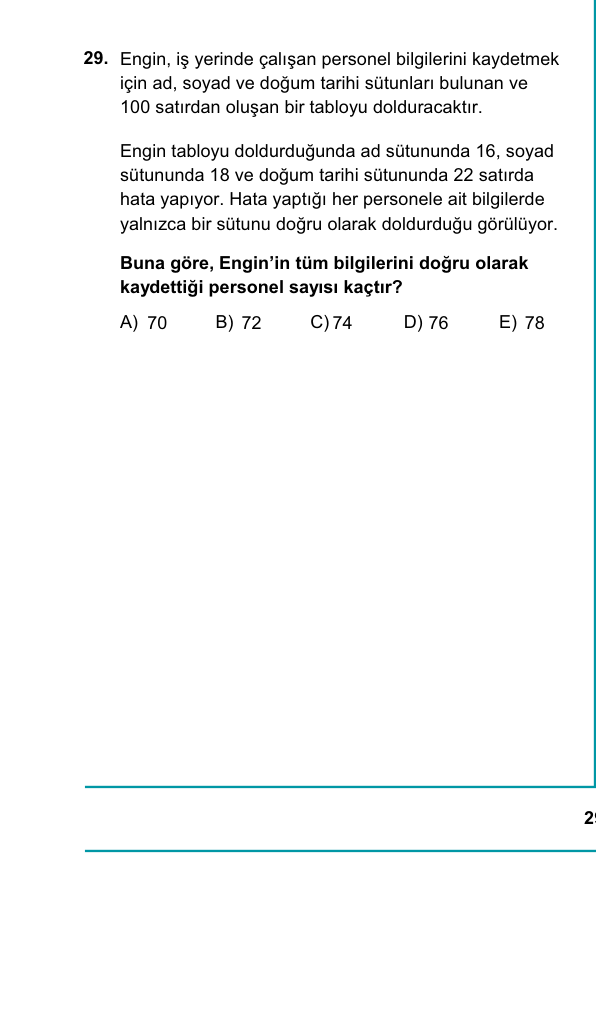 29. Engin, iş yerinde çalışan personel bilgilerini kaydetmek
için ad, soyad ve doğum tarihi sütunları bulunan ve
100 satırdan oluşan bir tabloyu dolduracaktır.
Engin tabloyu doldurduğunda ad sütununda 16, soyad
sütununda 18 ve doğum tarihi sütununda 22 satırda
hata yapıyor. Hata yaptığı her personele ait bilgilerde
yalnızca bir sütunu doğru olarak doldurduğu görülüyor.
Buna göre, Engin’in tüm bilgilerini doğru olarak
kaydettiği personel sayısı kaçtır?
A) 70 B) 72 C) 74 D) 76 E) 78